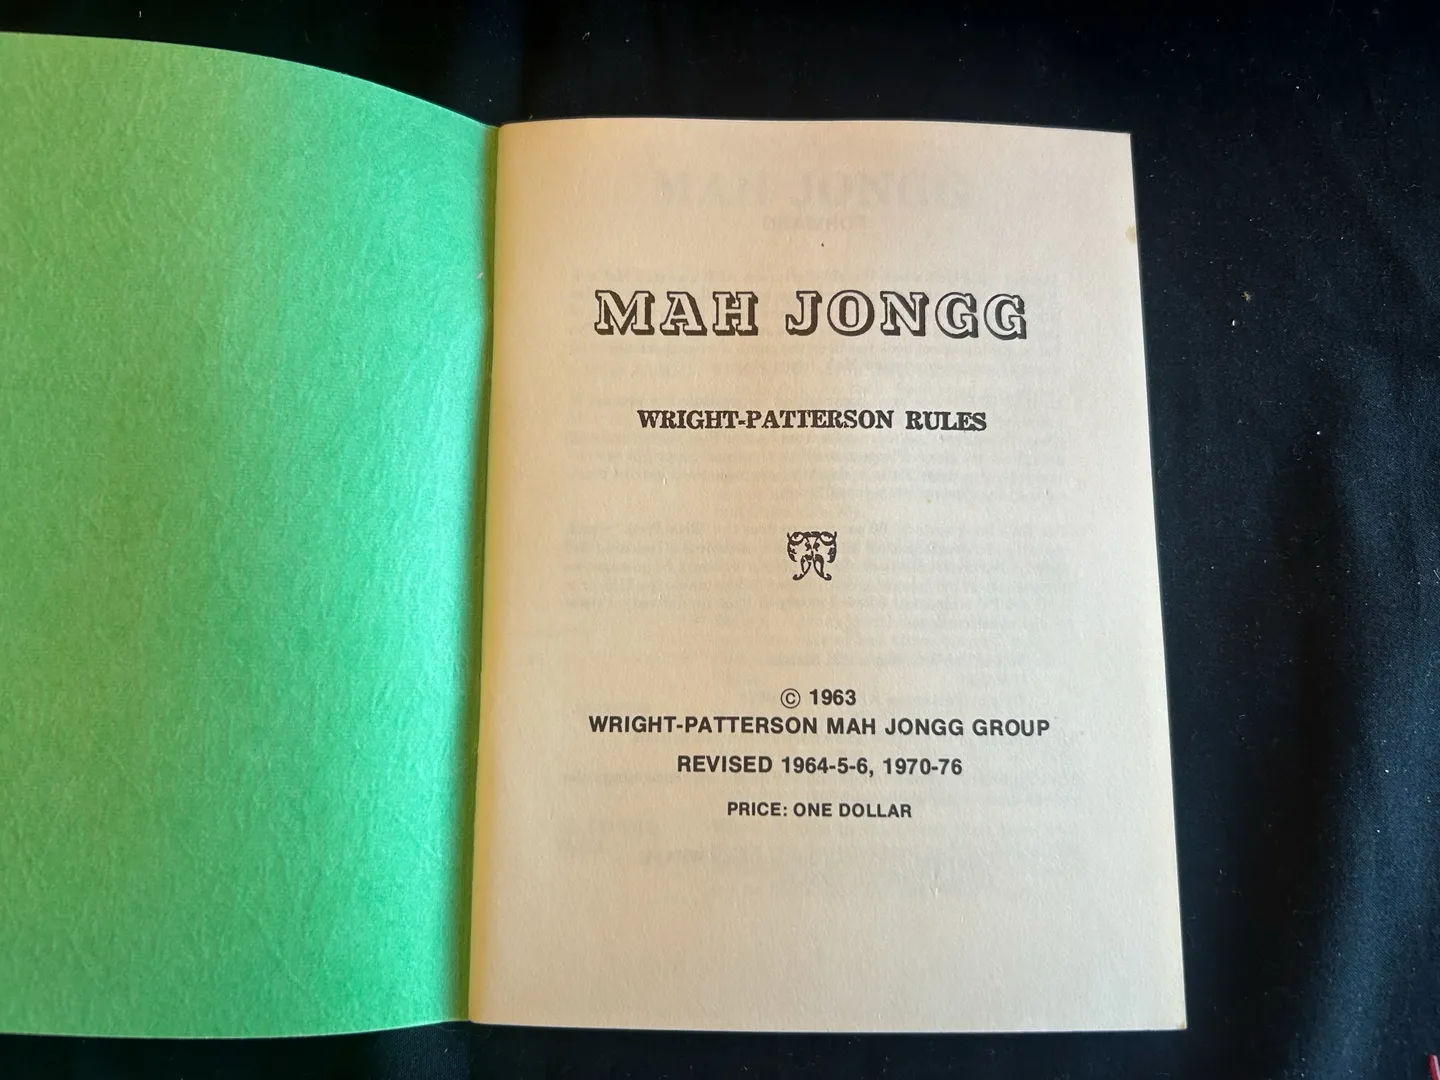 MAH JONGG
WRIGHT-PATTERSON RULES
© 1963
WRIGHT-PATTERSON MAH JONGG GROUP
REVISED 1964-5-6, 1970-76
PRICE: ONE DOLLAR